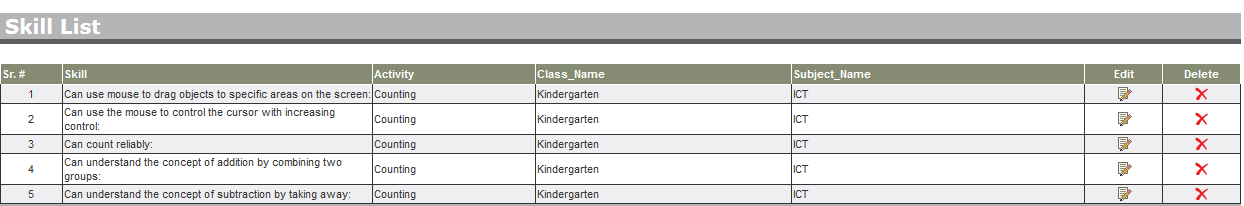 Skill List
Sr. # Skill Activity Class_Name Subject_Name Edit Delete
1 Can use mouse to drag objects to specific areas on the screen: Counting Kindergarten ICT
2 Can use the mouse to control the cursor with increasing control: Counting Kindergarten ICT
3 Can count reliably: Counting Kindergarten ICT
4 Can understand the concept of addition by combining two groups: Counting Kindergarten ICT
5 Can understand the concept of subtraction by taking away: Counting Kindergarten ICT